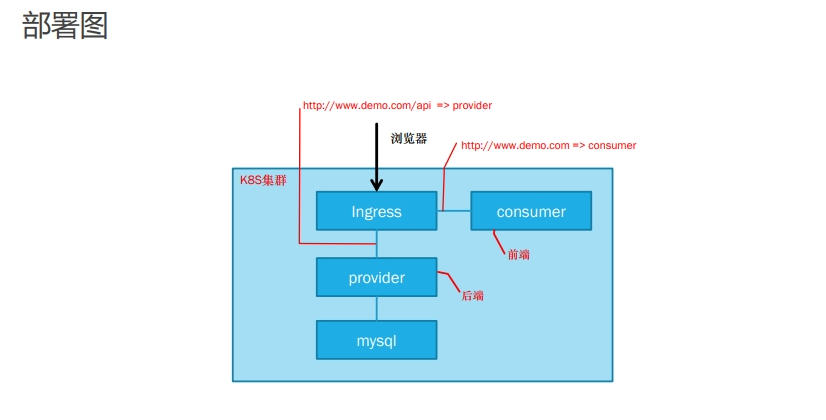 部署图
http://www.demo.com/api => provider
浏览器
http://www.demo.com => consumer
K8S集群
Ingress
consumer
前端
provider
后端
mysql